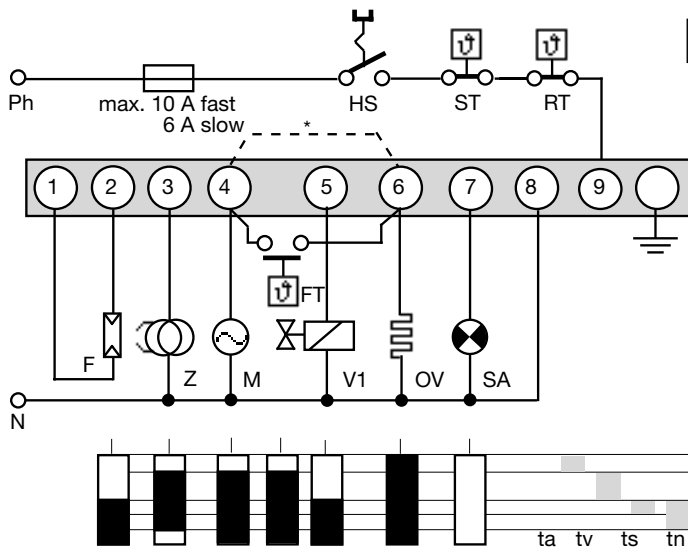 ϑ ϑ
Ph
max. 10 A fast
6 A slow
HS
ST
RT
*
1 2 3 4 5 6 7 8 9
ϑ
FT
F
Z
M
V1
OV
SA
N
ta tv ts tn